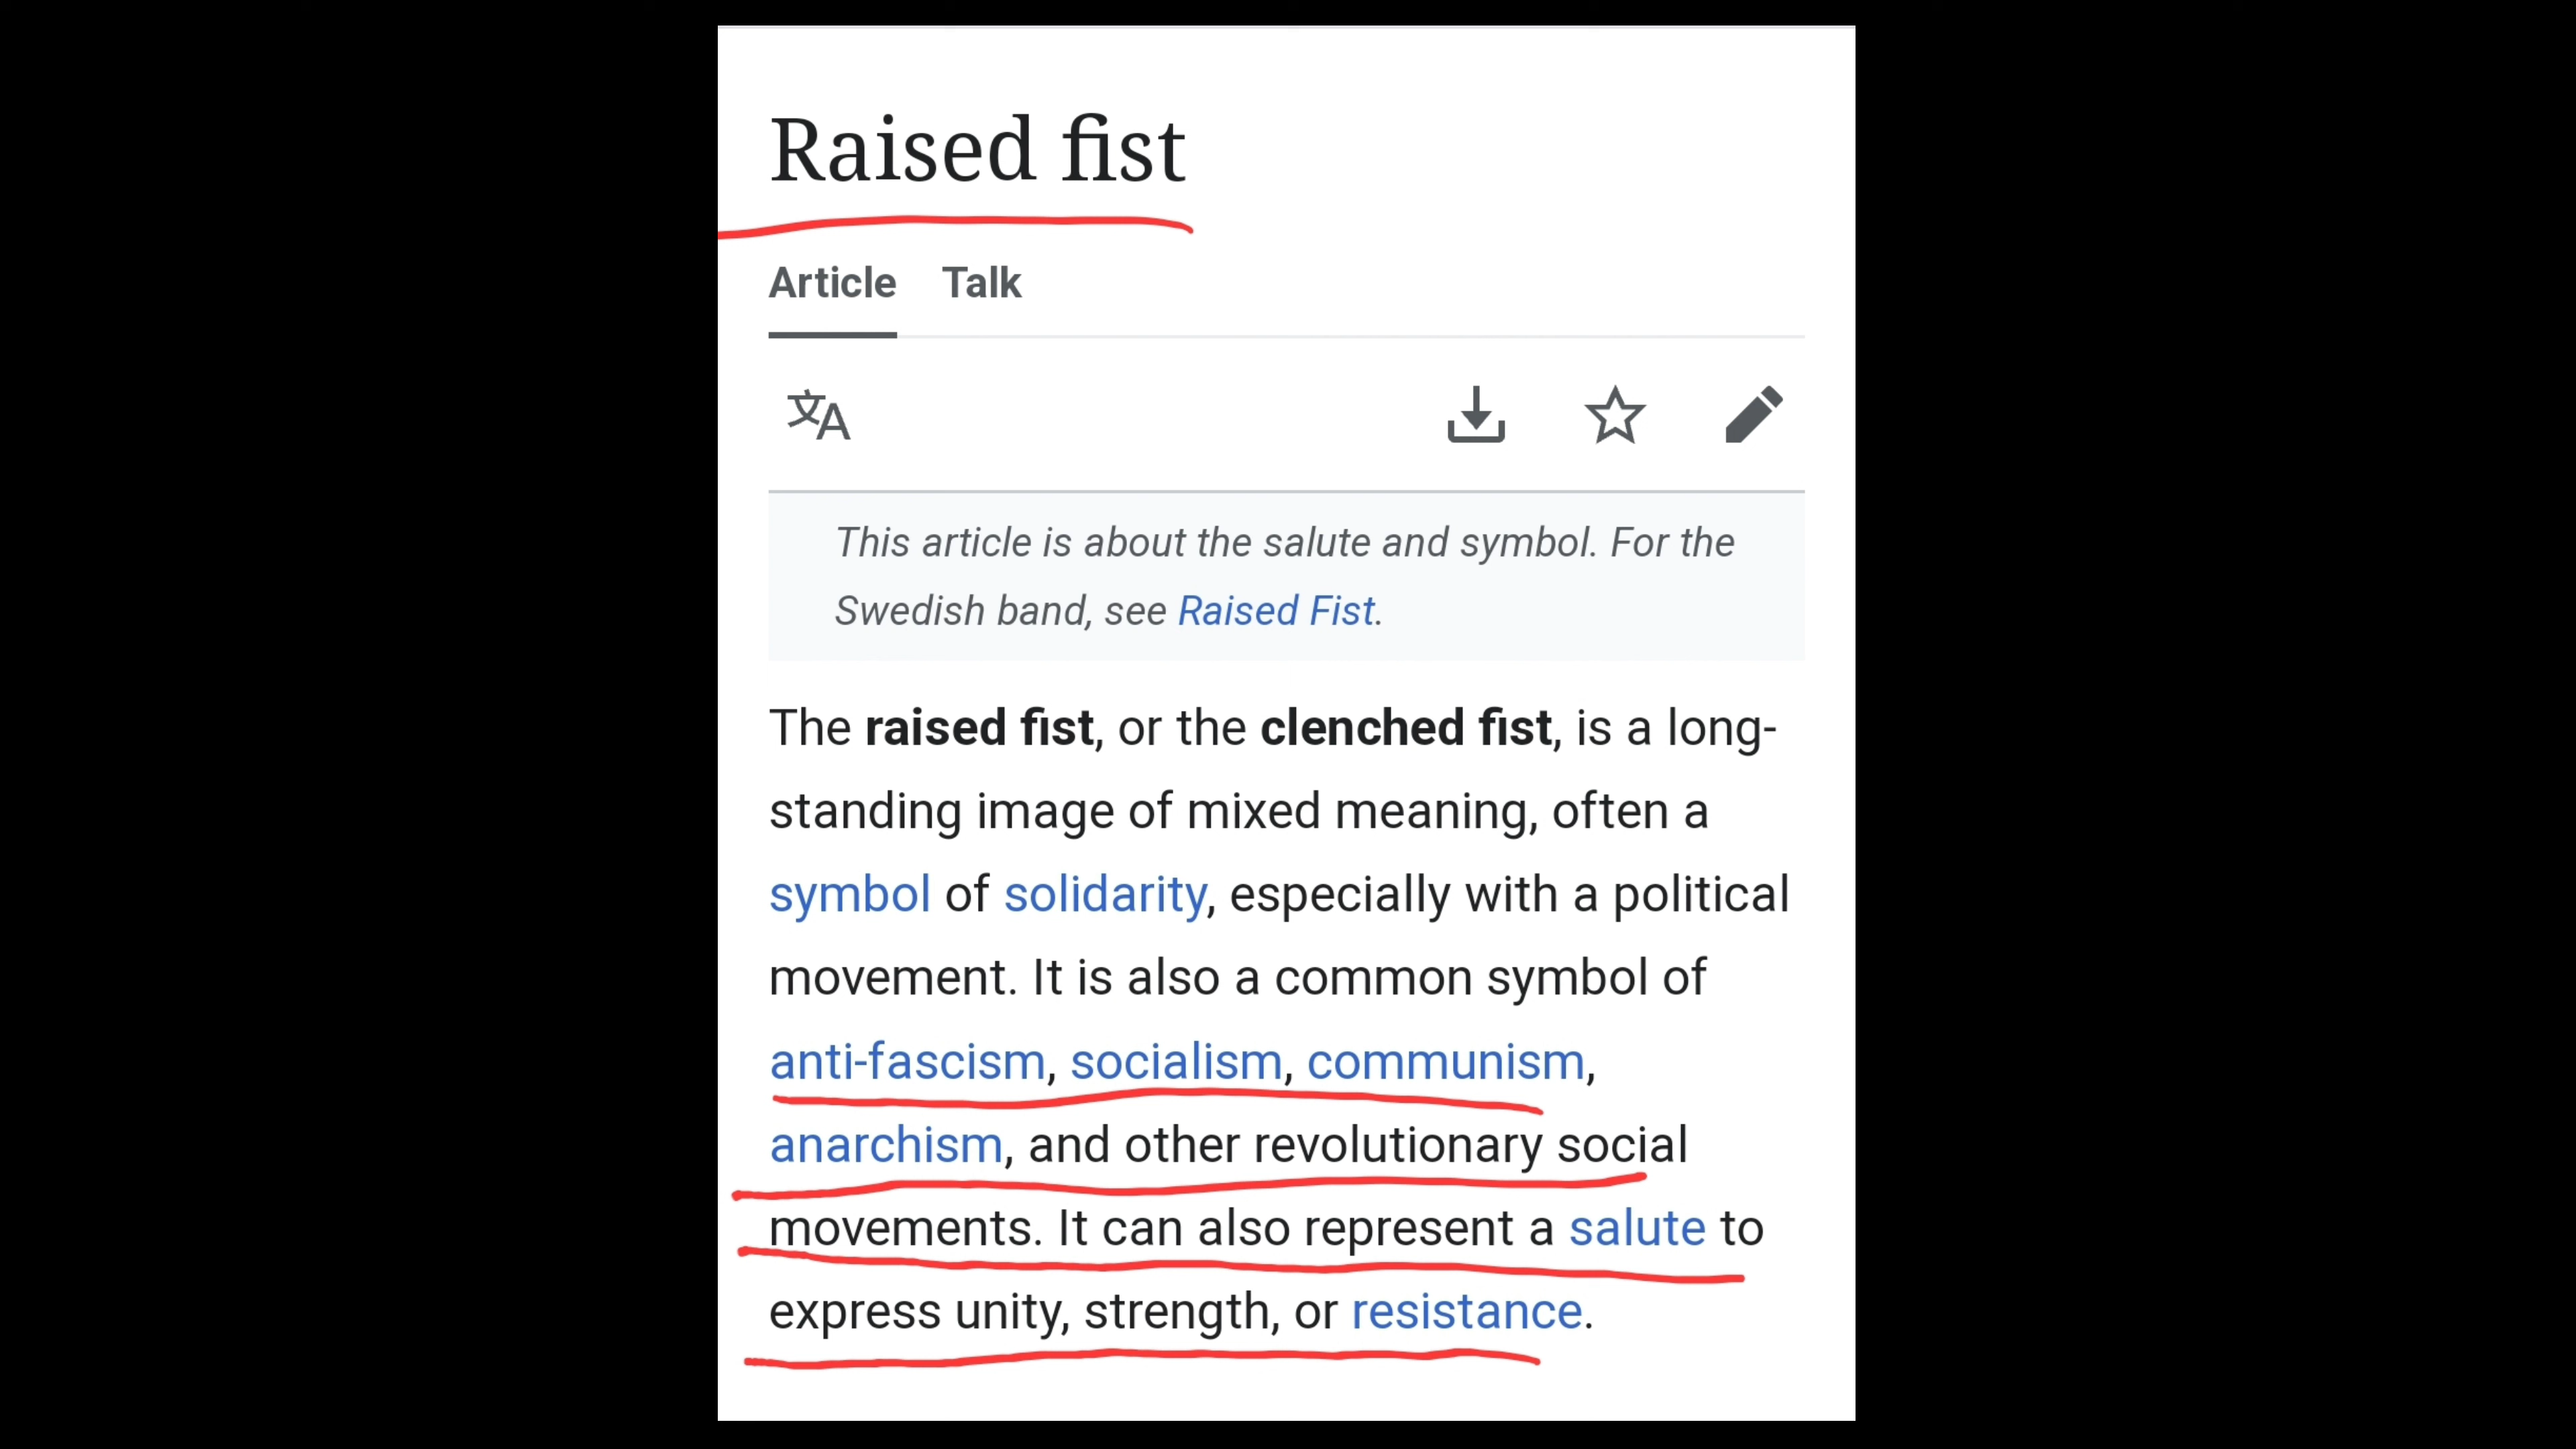 Raised fist
Article Talk
文A
This article is about the salute and symbol. For the
Swedish band, see Raised Fist.
The raised fist, or the clenched fist, is a long-
standing image of mixed meaning, often a
symbol of solidarity, especially with a political
movement. It is also a common symbol of
anti-fascism, socialism, communism,
anarchism, and other revolutionary social
movements. It can also represent a salute to
express unity, strength, or resistance.